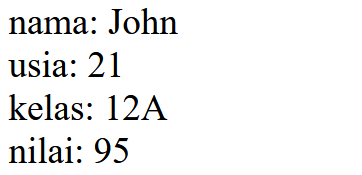 nama: John
usia: 21
kelas: 12A
nilai: 95